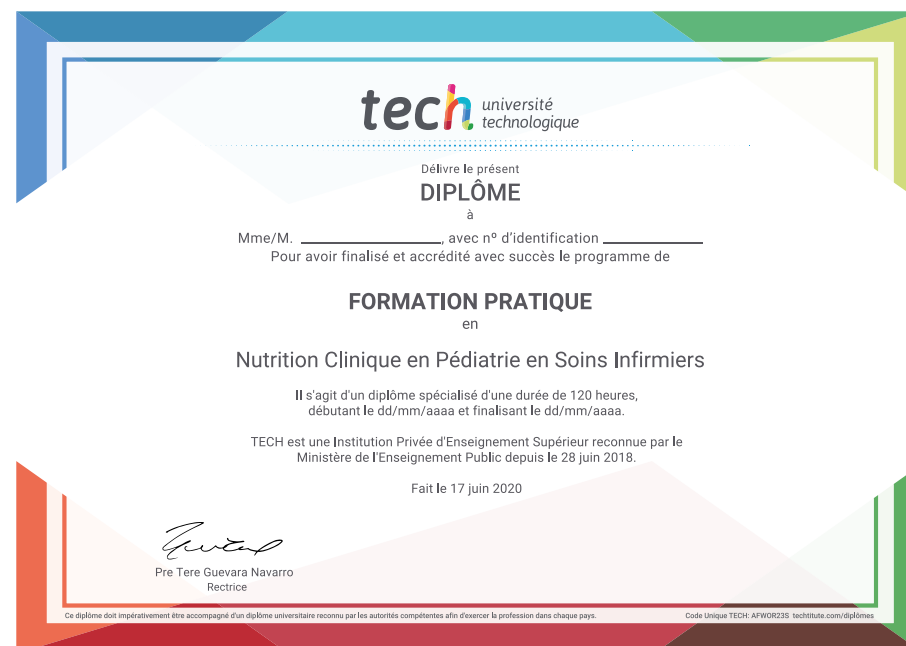 tech université
technologique
Délivre le présent
DIPLÔME
à
Mme/M. ____________________, avec nº d'identification ______________
Pour avoir finalisé et accrédité avec succès le programme de
FORMATION PRATIQUE
en
Nutrition Clinique en Pédiatrie en Soins Infirmiers
Il s'agit d'un diplôme spécialisé d'une durée de 120 heures,
débutant le dd/mm/aaaa et finalisant le dd/mm/aaaa.
TECH est une Institution Privée d'Enseignement Supérieur reconnue par le
Ministère de l'Enseignement Public depuis le 28 juin 2018.
Fait le 17 juin 2020
Pre Tere Guevara Navarro
Rectrice
Ce diplôme doit impérativement être accompagné d'un diplôme universitaire reconnu par les autorités compétentes afin d'exercer la profession dans chaque pays.
Code Unique TECH: AFWOR23S techtitute.com/diplômes